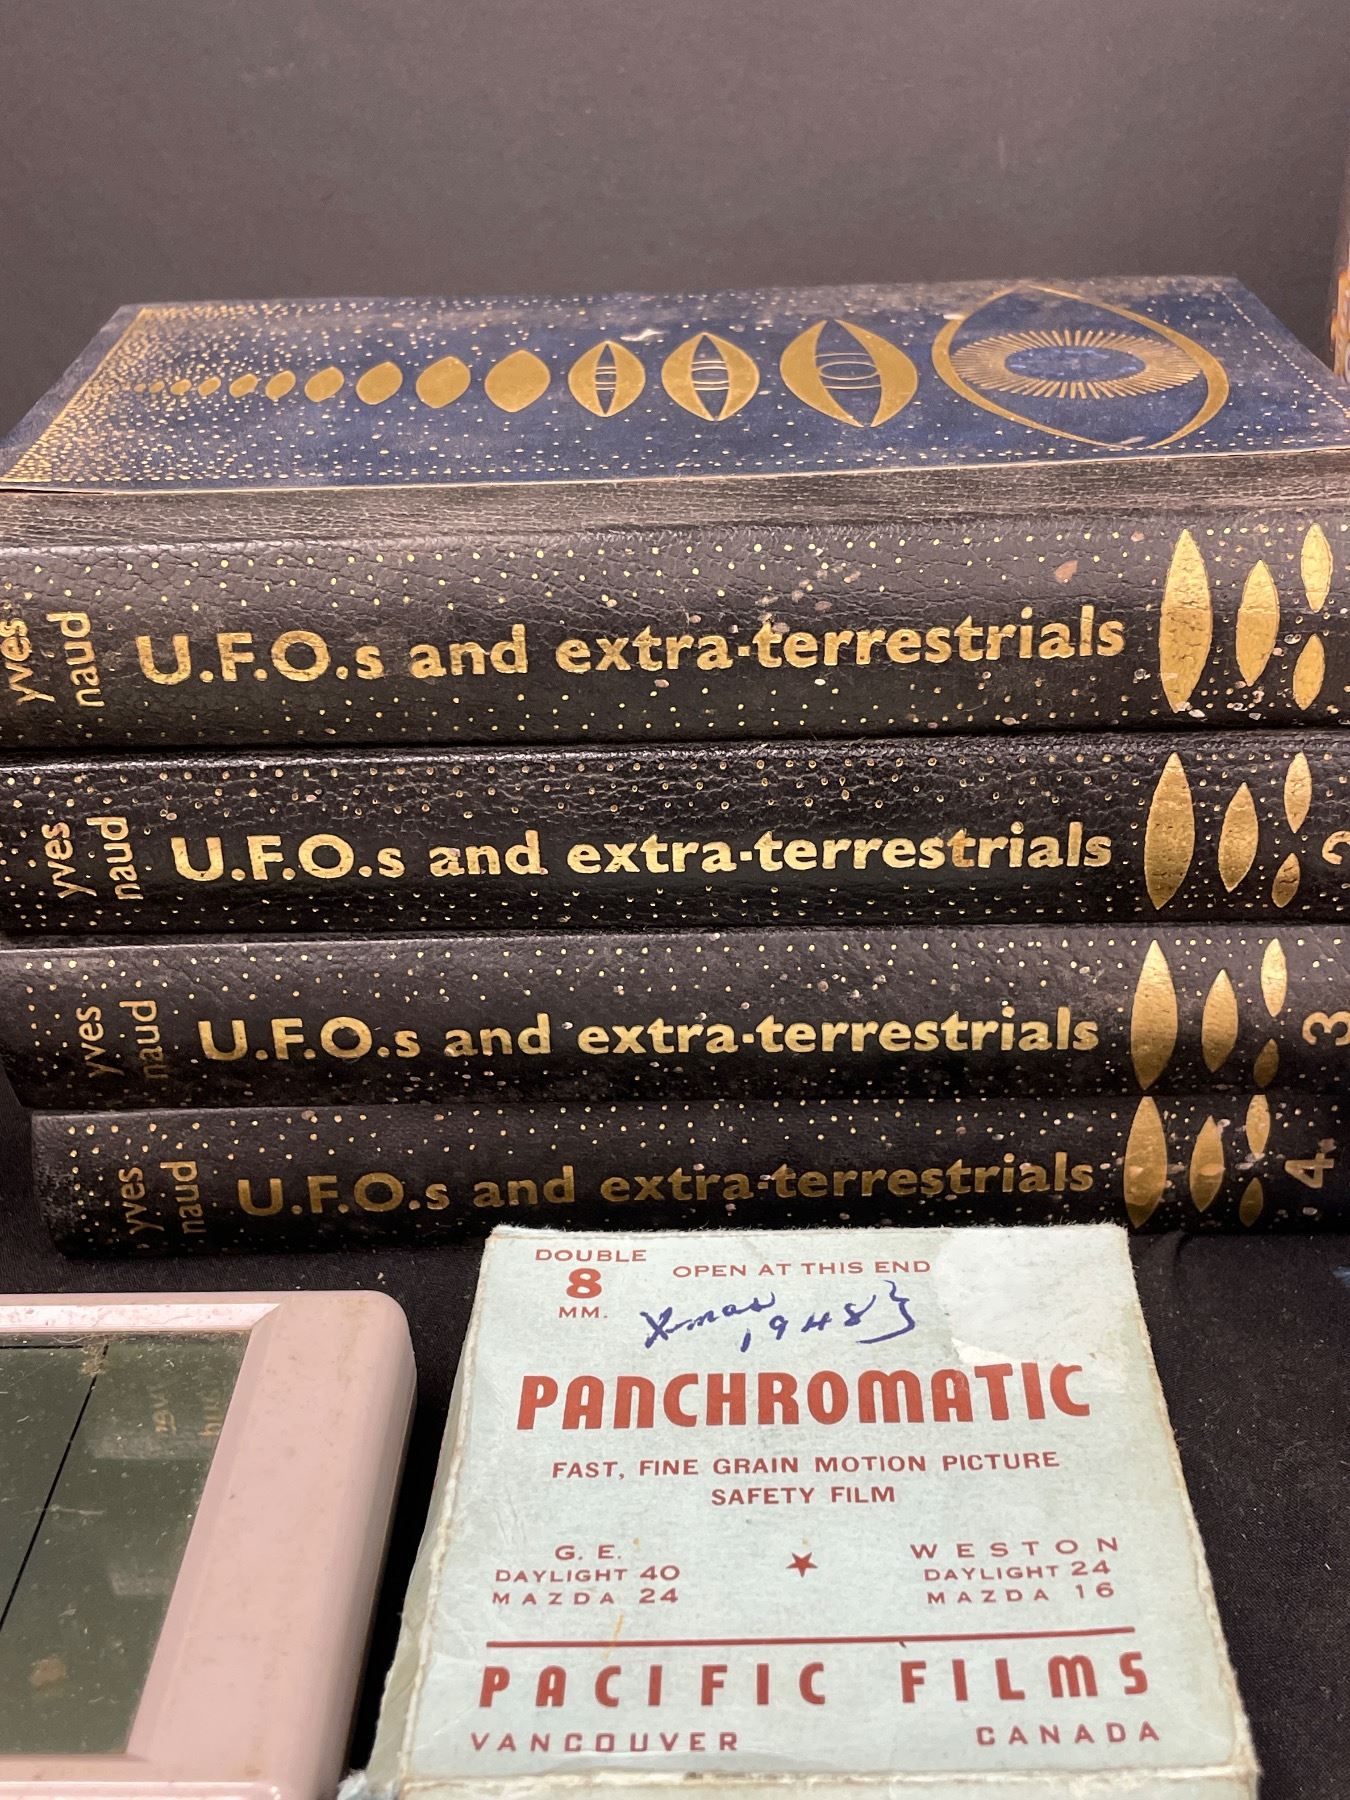 yves
naud
U.F.O.s and extra-terrestrials
yves
naud
U.F.O.s and extra-terrestrials
2
yves
naud
U.F.O.s and extra-terrestrials
3
yves
naud
U.F.O.s and extra-terrestrials
4
DOUBLE
8
MM.
OPEN AT THIS END
Xmas
1948}
PANCHROMATIC
FAST, FINE GRAIN MOTION PICTURE
SAFETY FILM
G. E.
DAYLIGHT 40
MAZDA 24
WESTON
DAYLIGHT 24
MAZDA 16
PACIFIC FILMS
VANCOUVER CANADA